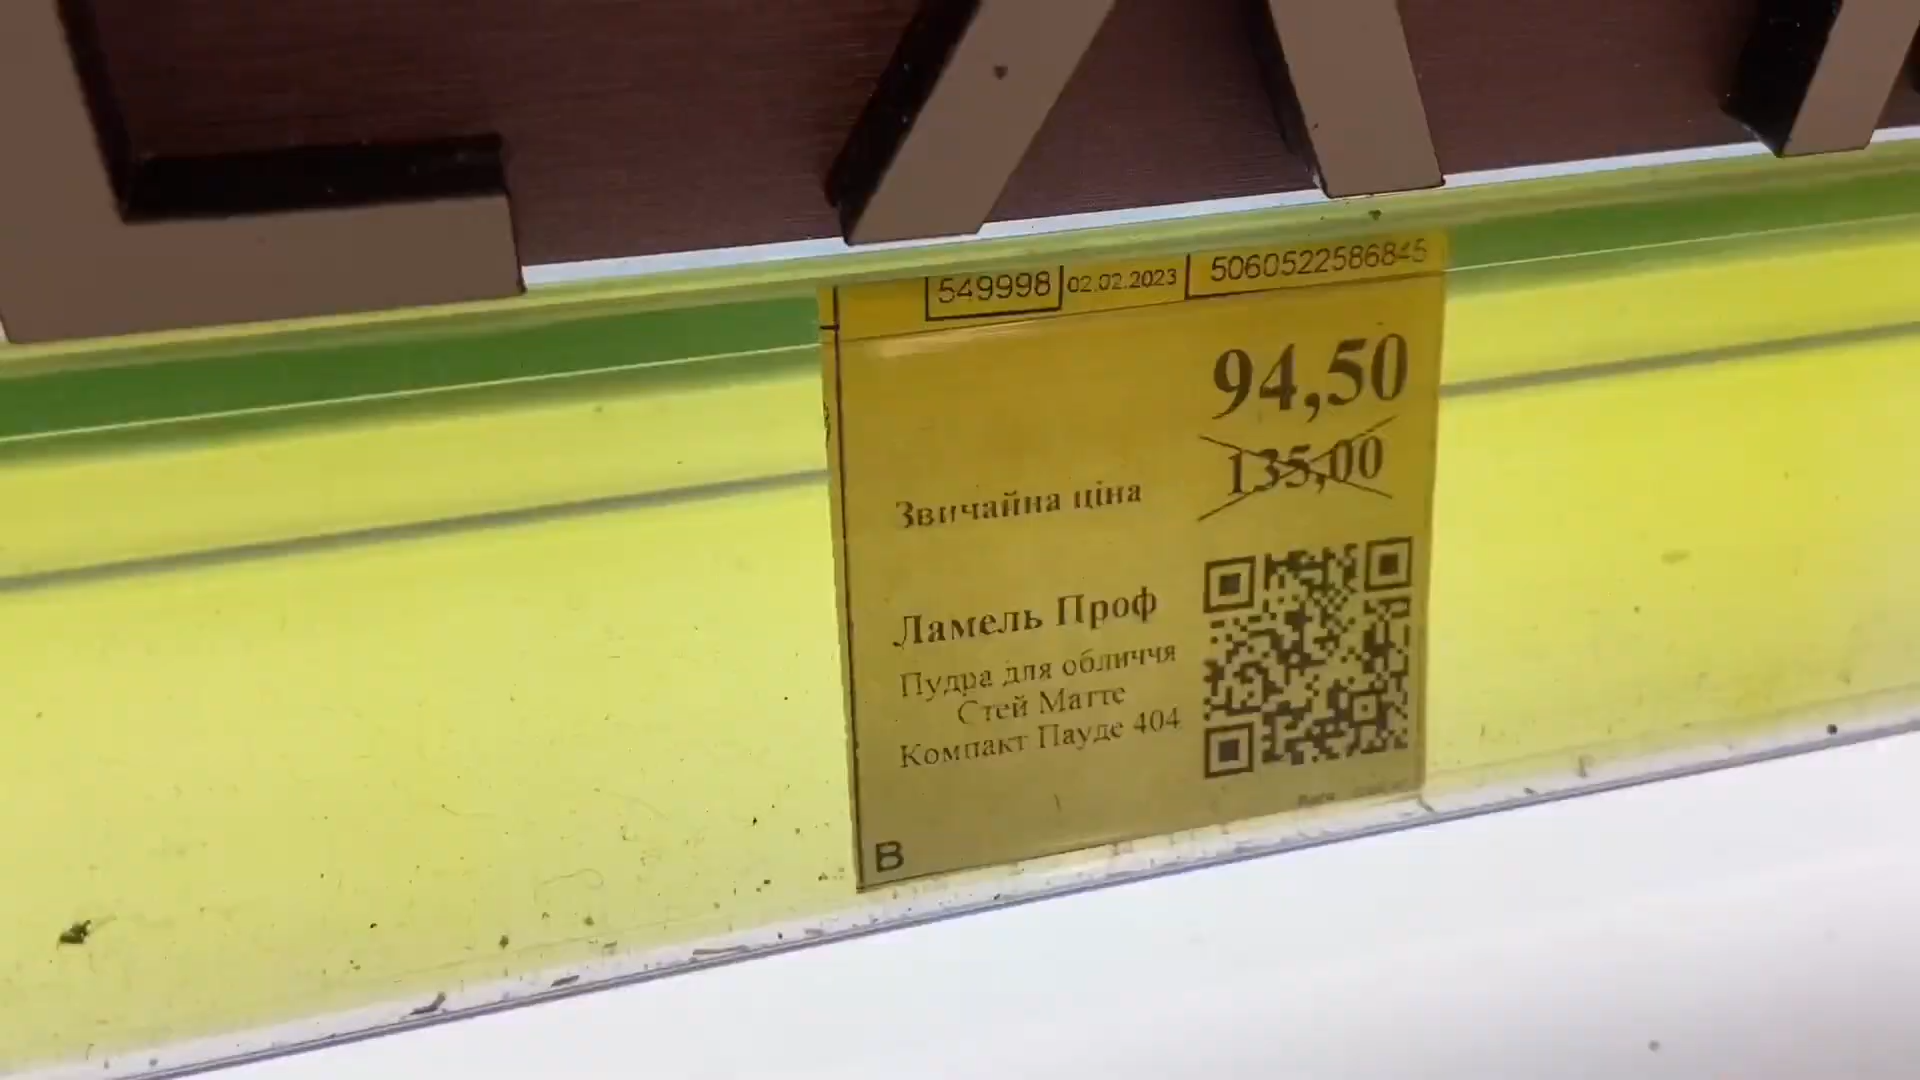 549998 02.02.2023 5060522586845
94,50
135,00
Звичайна ціна
Ламель Проф
Пудра для обличчя
Стей Матте
Компакт Пауде 404
В